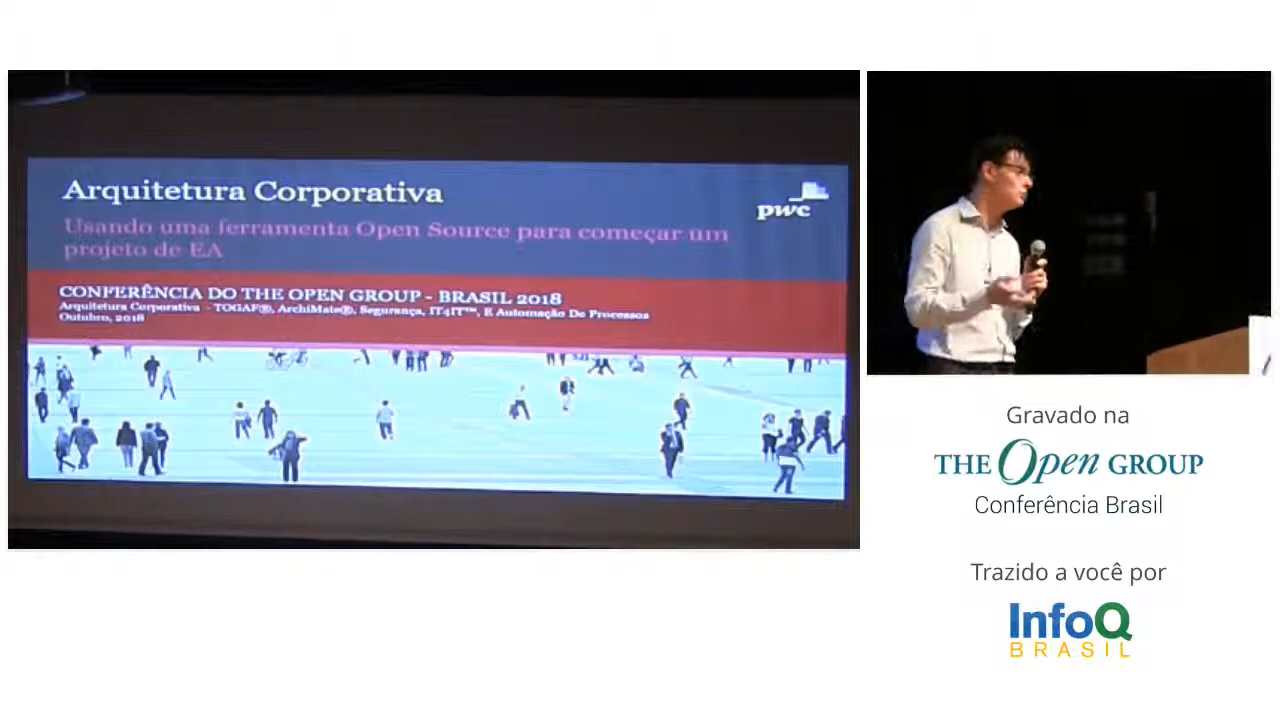 Arquitetura Corporativa
pwc
Usando uma ferramenta Open Source para começar um
projeto de EA
CONFERÊNCIA DO THE OPEN GROUP - BRASIL 2018
Arquitetura Corporativa - TOGAF®, ArchiMate®, Segurança, IT4IT™, E Automação De Processos
Outubro, 2018
Gravado na
THE Open GROUP
Conferência Brasil
Trazido a você por
InfoQ
BRASIL